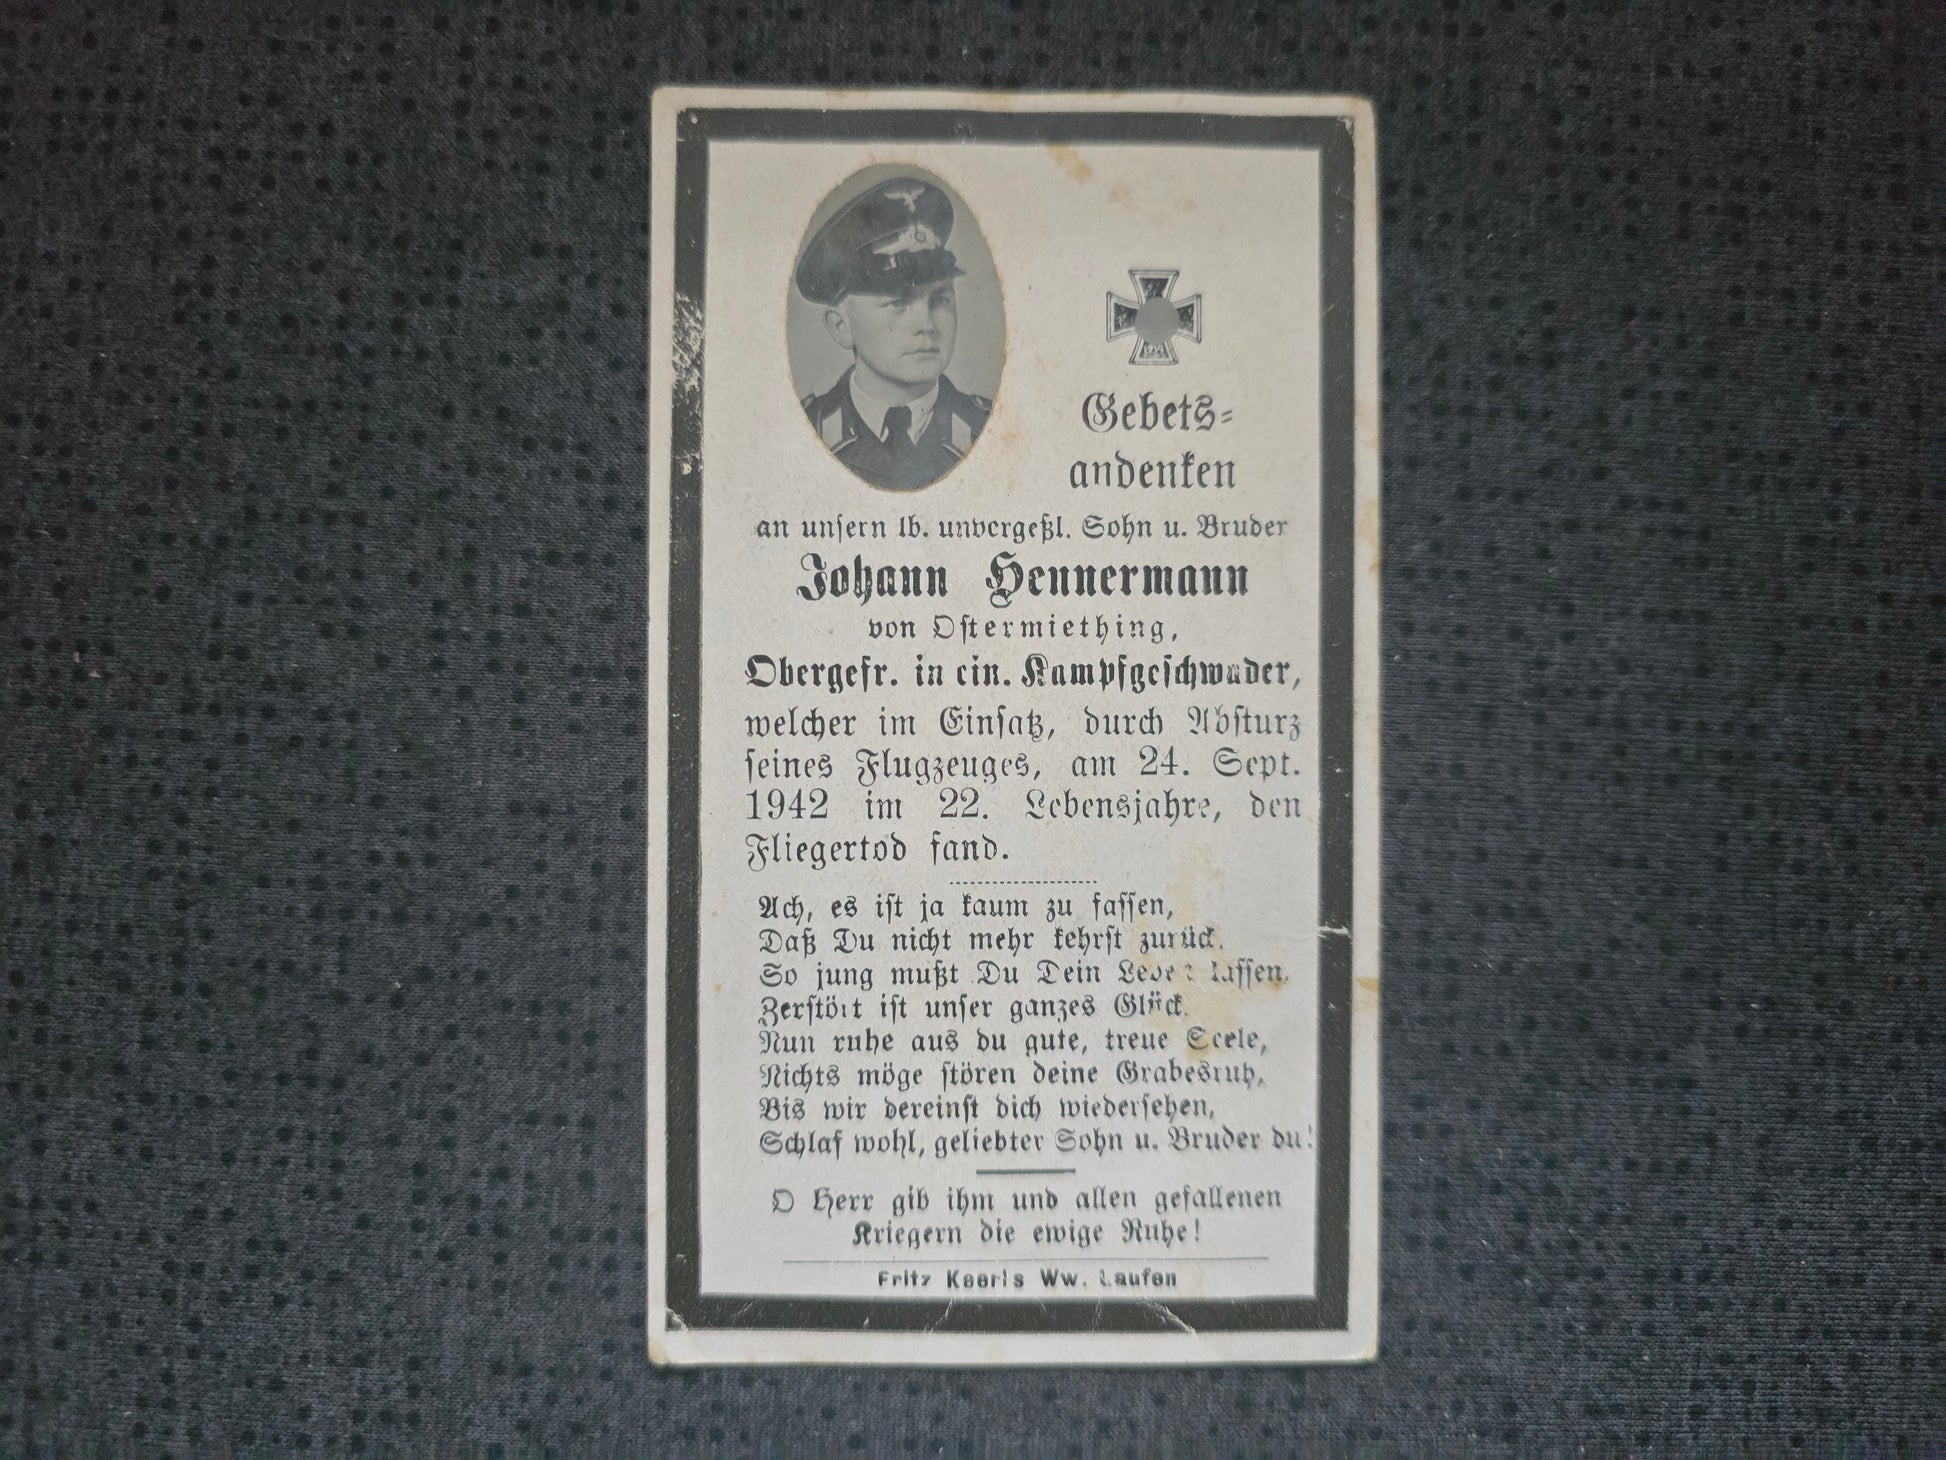 1939
Gebets-
andenken
an unsern lb. unvergeßl. Sohn u. Bruder
Johann Hennermann
von Ostermiething,
Obergefr. in ein. Kampfgeschwader,
welcher im Einsatz, durch Absturz
seines Flugzeuges, am 24. Sept.
1942 im 22. Lebensjahre, den
Fliegertod fand.
Ach, es ist ja kaum zu fassen,
Daß Du nicht mehr kehrst zurück.
So jung mußt Du Dein Leben lassen.
Zerstört ist unser ganzes Glück.
Nun ruhe aus du gute, treue Seele,
Nichts möge stören deine Grabesruh,
Bis wir dereinst dich wiedersehen,
Schlaf wohl, geliebter Sohn u. Bruder du!
O Herr gib ihm und allen gefallenen
Kriegern die ewige Ruhe!
Fritz Keerls Ww. Laufen